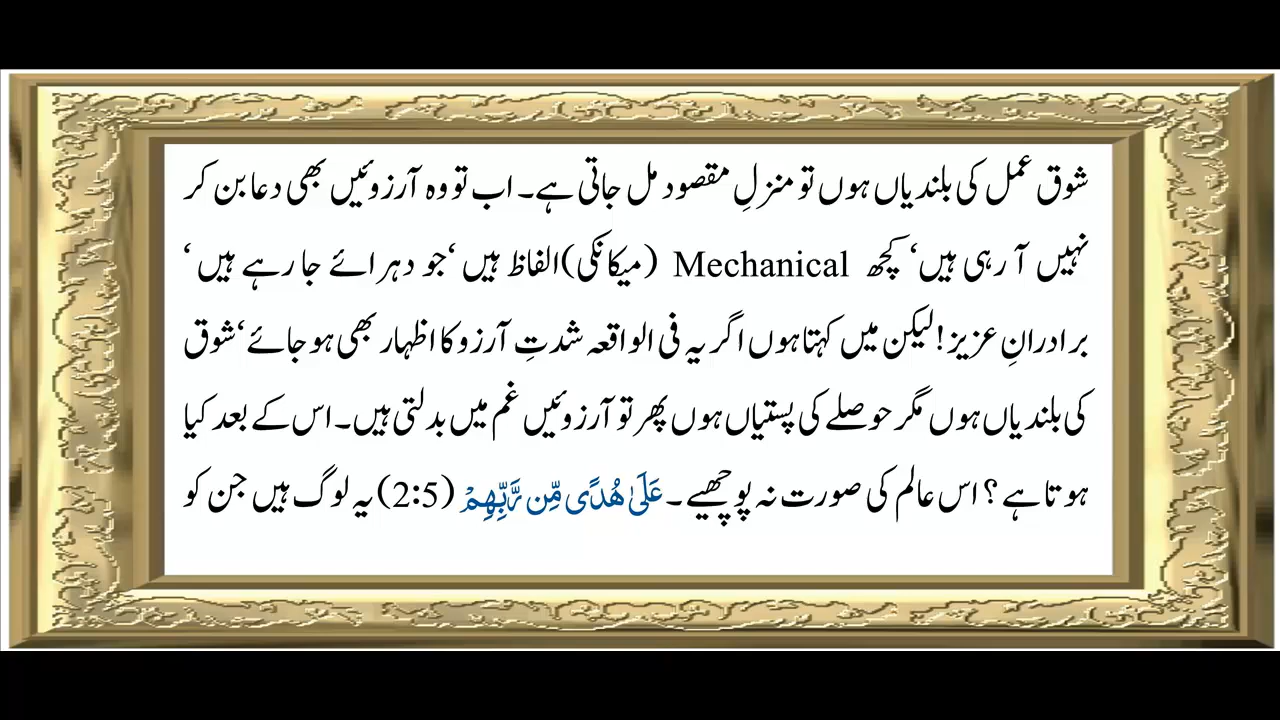 شوق عمل کی بلندیاں ہوں تو منزلِ مقصود مل جاتی ہے۔ اب تو وہ آرزوئیں بھی دعا بن کر
نہیں آ رہی ہیں‘ کچھ Mechanical (میکانکی) الفاظ ہیں‘ جو دہرائے جا رہے ہیں‘
برادرانِ عزیز! لیکن میں کہتا ہوں اگر یہ فی الواقعہ شدتِ آرزو کا اظہار بھی ہو جائے‘ شوق
کی بلندیاں ہوں مگر حوصلے کی پستیاں ہوں پھر تو آرزوئیں غم میں بدلتی ہیں۔ اس کے بعد کیا
ہوتا ہے؟ اس عالم کی صورت نہ پوچھیے۔ عَلَىٰ هُدًى مِّن رَّبِّهِمْ (2:5) یہ لوگ ہیں جن کو